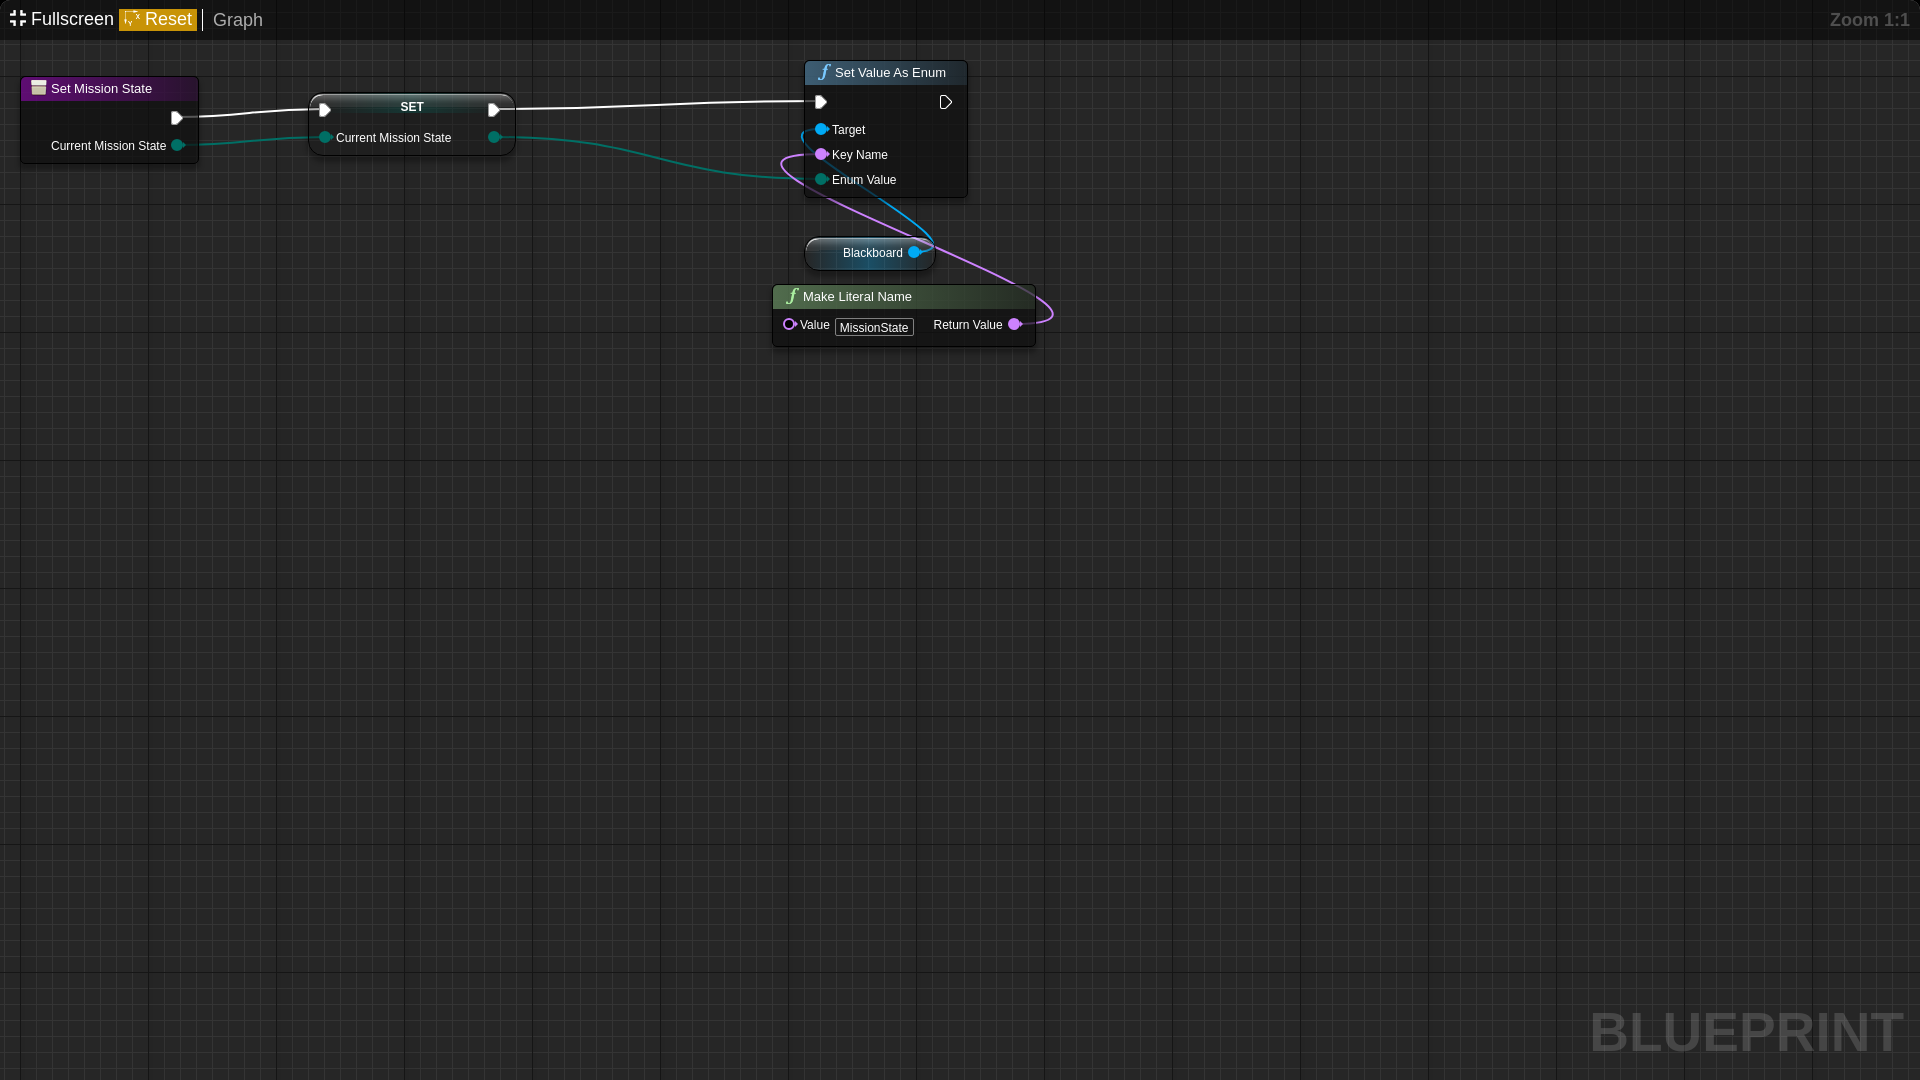 Fullscreen Reset Graph Zoom 1:1
Set Mission State
Current Mission State
SET
Current Mission State
Set Value As Enum
Target
Key Name
Enum Value
Blackboard
Make Literal Name
Value MissionState Return Value
BLUEPRINT